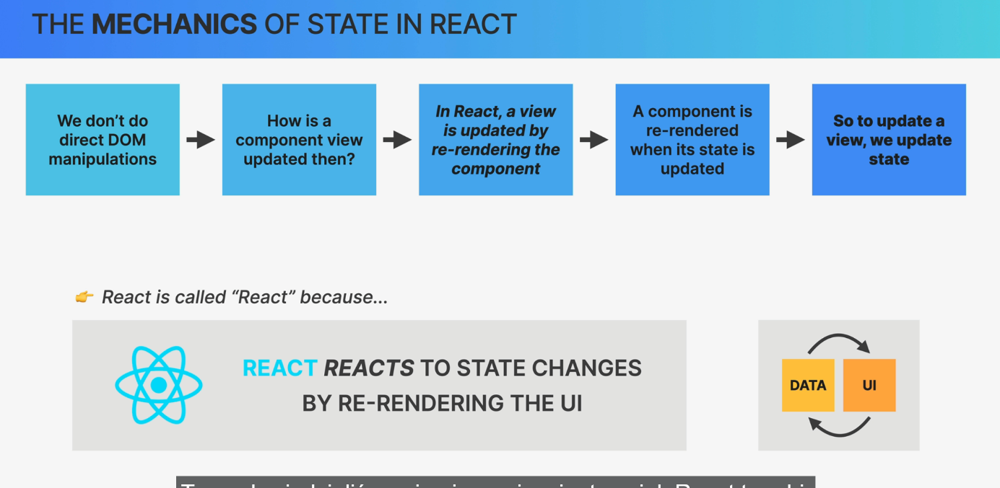 THE MECHANICS OF STATE IN REACT
We don’t do
direct DOM
manipulations
How is a
component view
updated then?
In React, a view
is updated by
re-rendering the
component
A component is
re-rendered
when its state is
updated
So to update a
view, we update
state
👉 React is called “React” because...
REACT REACTS TO STATE CHANGES
BY RE-RENDERING THE UI
DATA
UI